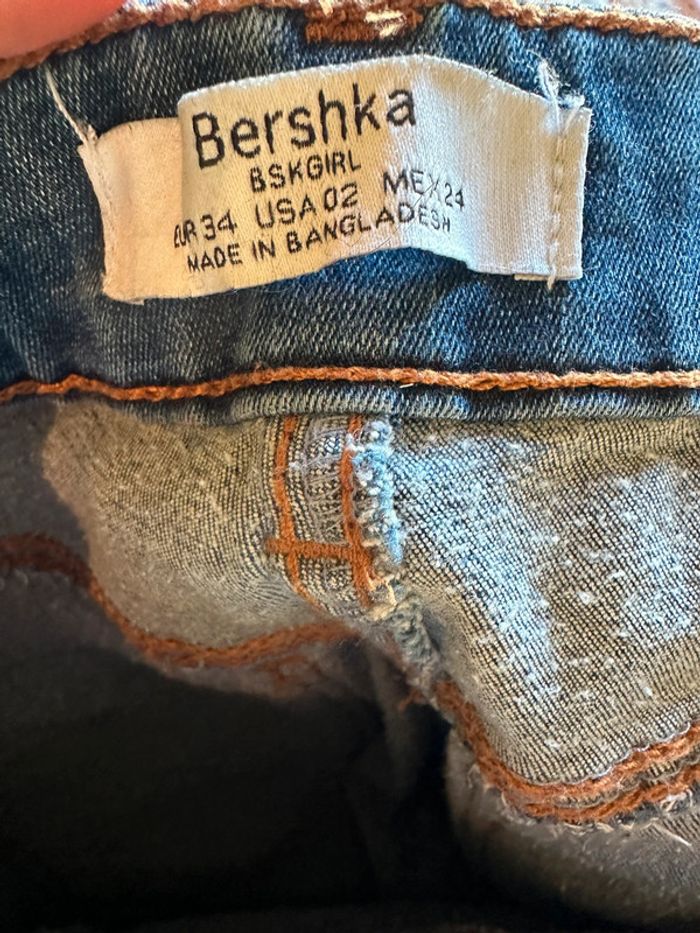 Bershka
BSKGIRL
EUR 34 USA 02 MEX 24
MADE IN BANGLADESH